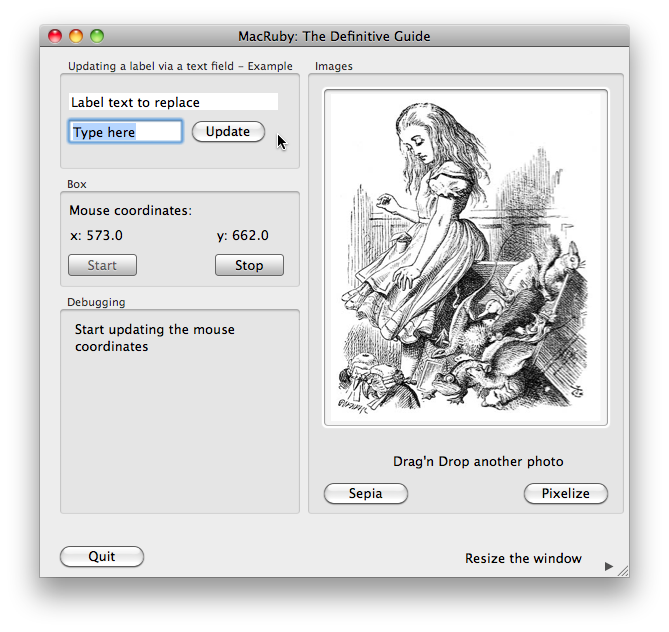 MacRuby: The Definitive Guide
Updating a label via a text field – Example
Label text to replace
Type here
Update
Box
Mouse coordinates:
x: 573.0
y: 662.0
Start
Stop
Debugging
Start updating the mouse
coordinates
Images
Drag'n Drop another photo
Sepia
Pixelize
Quit
Resize the window